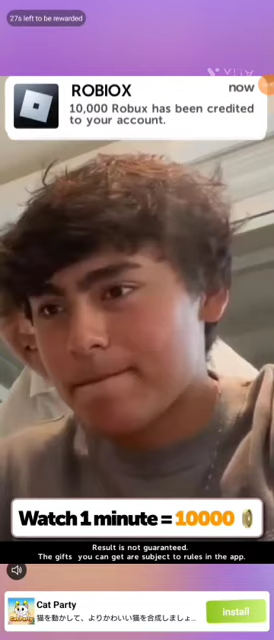 27s left to be rewarded
VITA
ROBIOX
now
10,000 Robux has been credited
to your account.
Watch 1 minute = 10000
Result is not guaranteed.
The gifts you can get are subject to rules in the app.
Cat Party
猫を動かして、よりかわいい猫を合成しましょ...
install